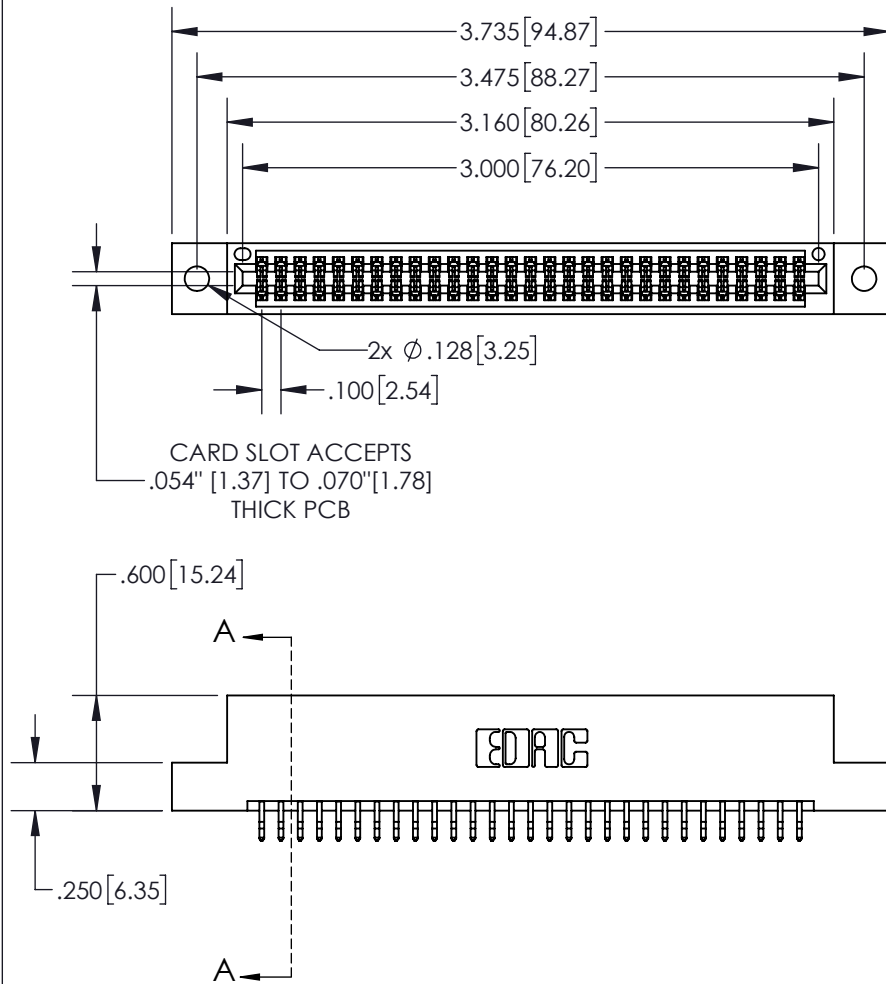 3.735[94.87]
3.475[88.27]
3.160[80.26]
3.000[76.20]
2x Ø.128[3.25]
.100[2.54]
CARD SLOT ACCEPTS
.054" [1.37] TO .070"[1.78]
THICK PCB
.600[15.24]
A
EDAC
.250[6.35]
A